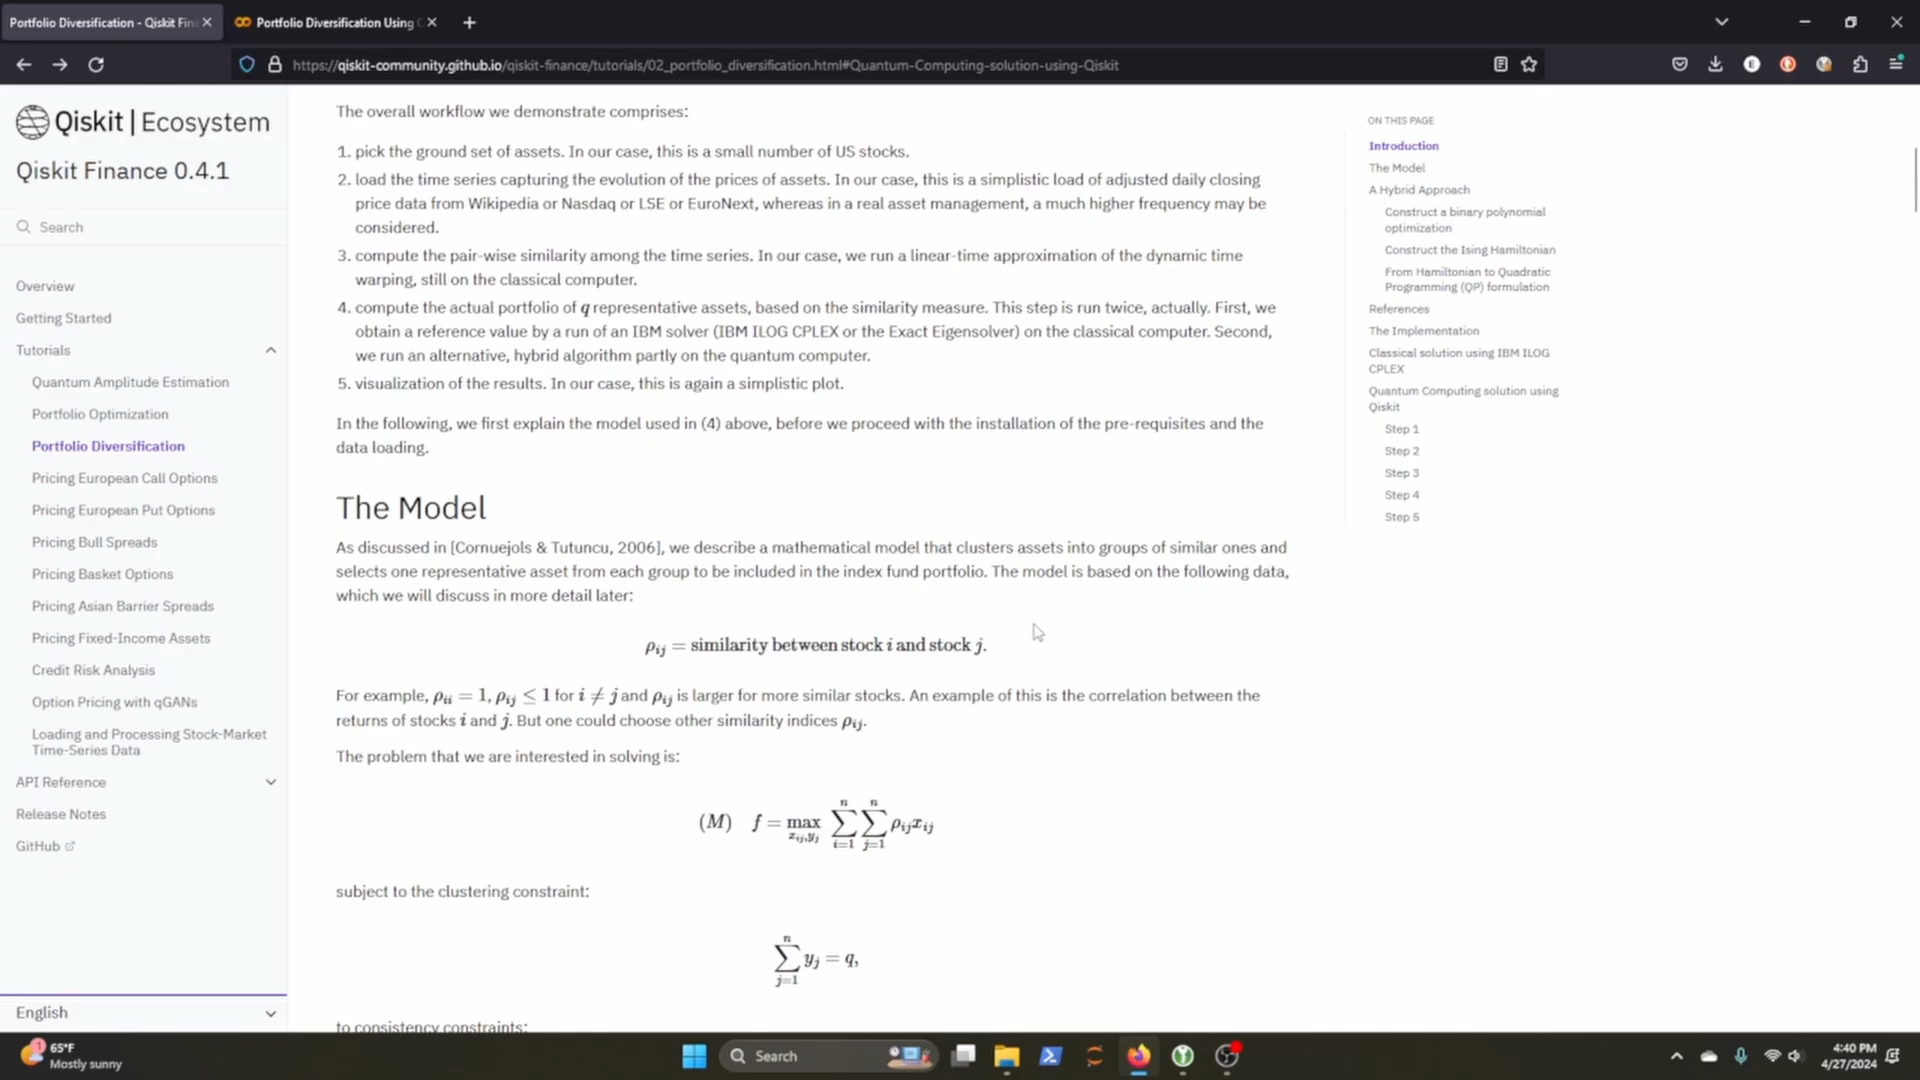 Portfolio Diversification - Qiskit Fin
Portfolio Diversification Using
https://qiskit-community.github.io/qiskit-finance/tutorials/02_portfolio_diversification.html#Quantum-Computing-solution-using-Qiskit
Qiskit | Ecosystem
Qiskit Finance 0.4.1
Search
Overview
Getting Started
Tutorials
Quantum Amplitude Estimation
Portfolio Optimization
Portfolio Diversification
Pricing European Call Options
Pricing European Put Options
Pricing Bull Spreads
Pricing Basket Options
Pricing Asian Barrier Spreads
Pricing Fixed-Income Assets
Credit Risk Analysis
Option Pricing with qGANs
Loading and Processing Stock-Market
Time-Series Data
API Reference
Release Notes
GitHub
English
The overall workflow we demonstrate comprises:
1. pick the ground set of assets. In our case, this is a small number of US stocks.
2. load the time series capturing the evolution of the prices of assets. In our case, this is a simplistic load of adjusted daily closing
price data from Wikipedia or Nasdaq or LSE or EuroNext, whereas in a real asset management, a much higher frequency may be
considered.
3. compute the pair-wise similarity among the time series. In our case, we run a linear-time approximation of the dynamic time
warping, still on the classical computer.
4. compute the actual portfolio of q representative assets, based on the similarity measure. This step is run twice, actually. First, we
obtain a reference value by a run of an IBM solver (IBM ILOG CPLEX or the Exact Eigensolver) on the classical computer. Second,
we run an alternative, hybrid algorithm partly on the quantum computer.
5. visualization of the results. In our case, this is again a simplistic plot.
In the following, we first explain the model used in (4) above, before we proceed with the installation of the pre-requisites and the
data loading.
The Model
As discussed in [Cornuejols & Tutuncu, 2006], we describe a mathematical model that clusters assets into groups of similar ones and
selects one representative asset from each group to be included in the index fund portfolio. The model is based on the following data,
which we will discuss in more detail later:
ρij = similarity between stock i and stock j.
For example, ρii = 1, ρij ≤ 1 for i ≠ j and ρij is larger for more similar stocks. An example of this is the correlation between the
returns of stocks i and j. But one could choose other similarity indices ρij.
The problem that we are interested in solving is:
(M) f = max xij,yj ∑ni=1 ∑nj=1 ρijxij
subject to the clustering constraint:
∑nj=1 yj = q,
to consistency constraints:
ON THIS PAGE
Introduction
The Model
A Hybrid Approach
Construct a binary polynomial
optimization
Construct the Ising Hamiltonian
From Hamiltonian to Quadratic
Programming (QP) formulation
References
The Implementation
Classical solution using IBM ILOG
CPLEX
Quantum Computing solution using
Qiskit
Step 1
Step 2
Step 3
Step 4
Step 5
1
65°F
Mostly sunny
Search
4:40 PM
4/27/2024